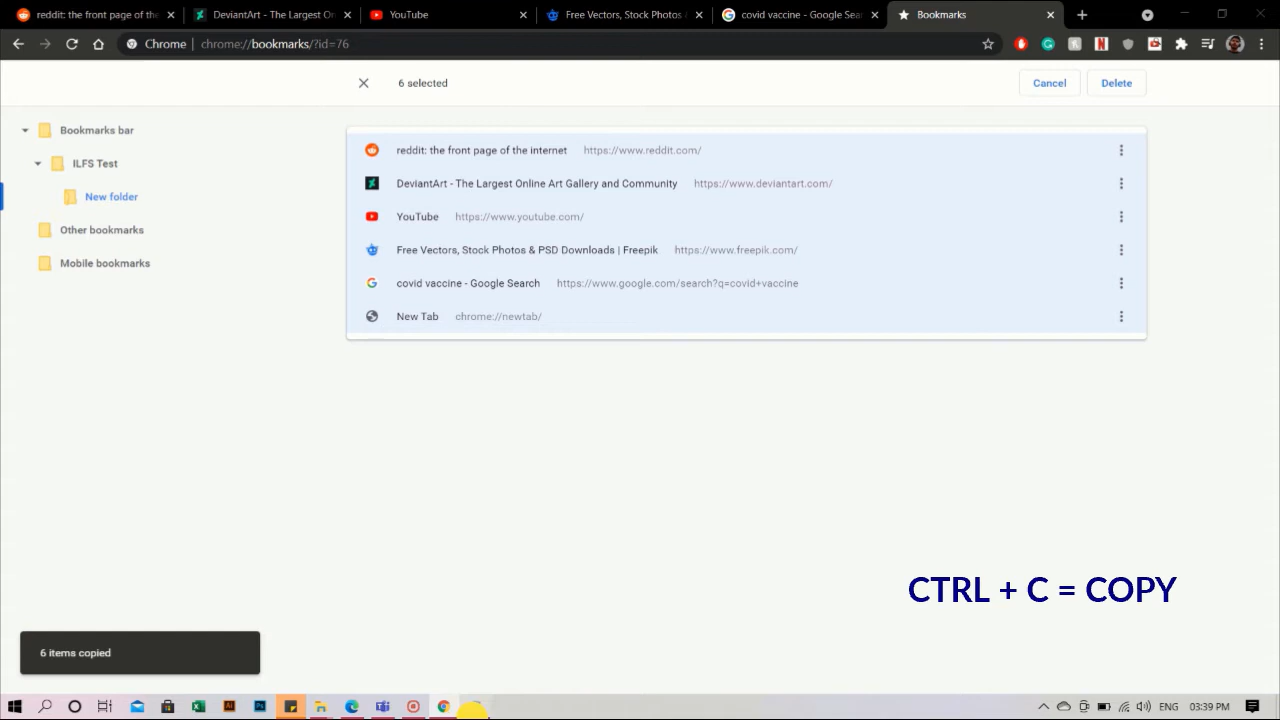 reddit: the front page of the
DeviantArt - The Largest On
YouTube
Free Vectors, Stock Photos &
covid vaccine - Google Sear
Bookmarks
Chrome | chrome://bookmarks/?id=76
6 selected
Cancel
Delete
Bookmarks bar
ILFS Test
New folder
Other bookmarks
Mobile bookmarks
reddit: the front page of the internet https://www.reddit.com/
DeviantArt - The Largest Online Art Gallery and Community https://www.deviantart.com/
YouTube https://www.youtube.com/
Free Vectors, Stock Photos & PSD Downloads | Freepik https://www.freepik.com/
covid vaccine - Google Search https://www.google.com/search?q=covid+vaccine
New Tab chrome://newtab/
CTRL + C = COPY
6 items copied
ENG 03:39 PM